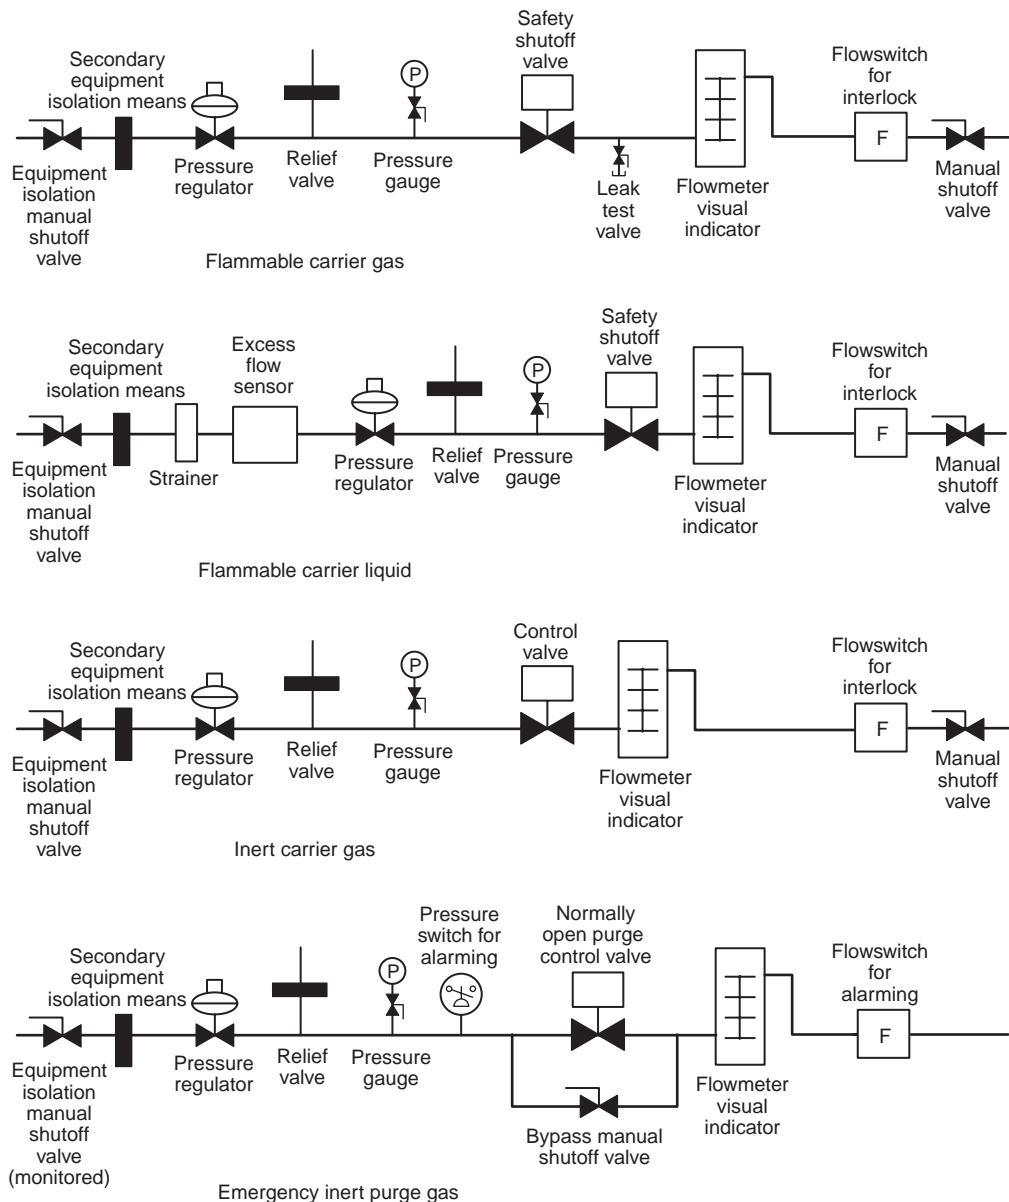 Safety
shutoff
valve
Secondary
equipment
isolation means
P
Flowswitch
for
interlock
F
Equipment
isolation
manual
shutoff
valve
Pressure
regulator
Relief
valve
Pressure
gauge
Leak
test
valve
Flowmeter
visual
indicator
Manual
shutoff
valve
Flammable carrier gas
Secondary
equipment
isolation means
Excess
flow
sensor
P
Safety
shutoff
valve
Flowswitch
for
interlock
F
Equipment
isolation
manual
shutoff
valve
Strainer
Pressure
regulator
Relief
valve
Pressure
gauge
Flowmeter
visual
indicator
Manual
shutoff
valve
Flammable carrier liquid
Secondary
equipment
isolation means
P
Control
valve
Flowswitch
for
interlock
F
Equipment
isolation
manual
shutoff
valve
Pressure
regulator
Relief
valve
Pressure
gauge
Flowmeter
visual
indicator
Manual
shutoff
valve
Inert carrier gas
Secondary
equipment
isolation means
P
Pressure
switch for
alarming
Normally
open purge
control valve
Flowswitch
for
alarming
F
Equipment
isolation
manual
shutoff
valve
(monitored)
Pressure
regulator
Relief
valve
Pressure
gauge
Bypass manual
shutoff valve
Flowmeter
visual
indicator
Emergency inert purge gas